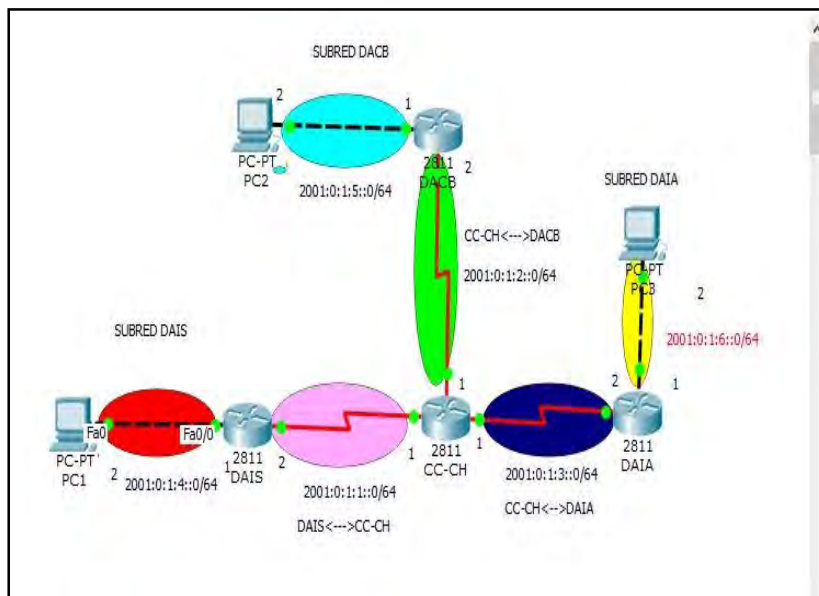 SUBRED DACB
2
1
PC-PT
PC2
2811
DACB
2
2001:0:1:5::0/64
SUBRED DAIA
CC-CH<--->DACB
2001:0:1:2::0/64
PC-PT
PC3
2
2001:0:1:6::0/64
SUBRED DAIS
1
2
1
Fa0
Fa0/0
PC-PT
PC1
2
2001:0:1:4::0/64
1
2811
DAIS
2
2001:0:1:1::0/64
DAIS<--->CC-CH
1
2811
CC-CH
1
2001:0:1:3::0/64
CC-CH<-->DAIA
2811
DAIA